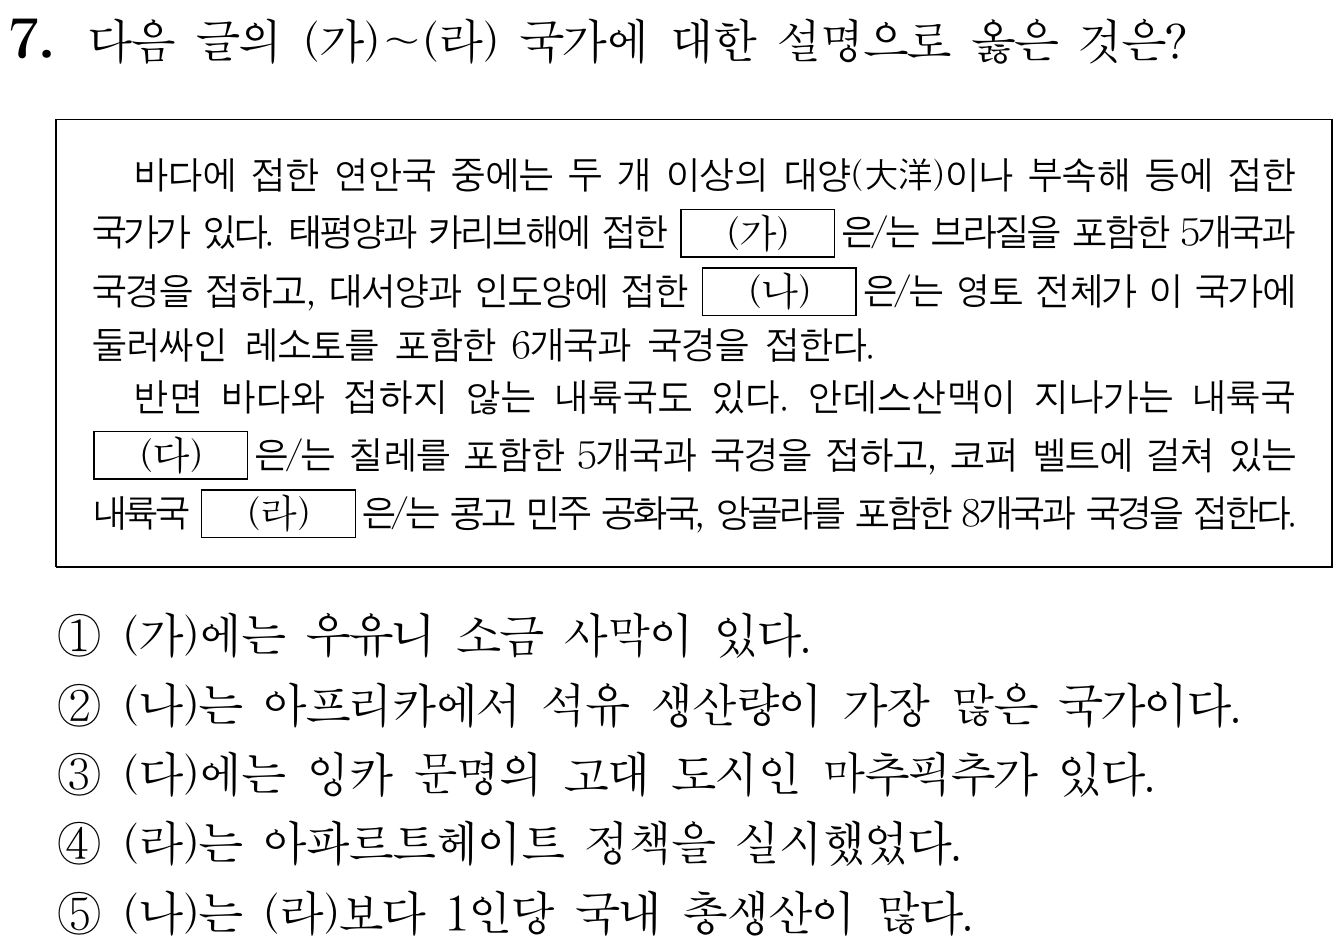 7. 다음 글의 (가)~(라) 국가에 대한 설명으로 옳은 것은?
바다에 접한 연안국 중에는 두 개 이상의 대양(大洋)이나 부속해 등에 접한
국가가 있다. 태평양과 카리브해에 접한 (가) 은/는 브라질을 포함한 5개국과
국경을 접하고, 대서양과 인도양에 접한 (나) 은/는 영토 전체가 이 국가에
둘러싸인 레소토를 포함한 6개국과 국경을 접한다.
반면 바다와 접하지 않는 내륙국도 있다. 안데스산맥이 지나가는 내륙국
(다) 은/는 칠레를 포함한 5개국과 국경을 접하고, 코퍼 벨트에 걸쳐 있는
내륙국 (라) 은/는 콩고 민주 공화국, 앙골라를 포함한 8개국과 국경을 접한다.
① (가)에는 우유니 소금 사막이 있다.
② (나)는 아프리카에서 석유 생산량이 가장 많은 국가이다.
③ (다)에는 잉카 문명의 고대 도시인 마추픽추가 있다.
④ (라)는 아파르트헤이트 정책을 실시했었다.
⑤ (나)는 (라)보다 1인당 국내 총생산이 많다.